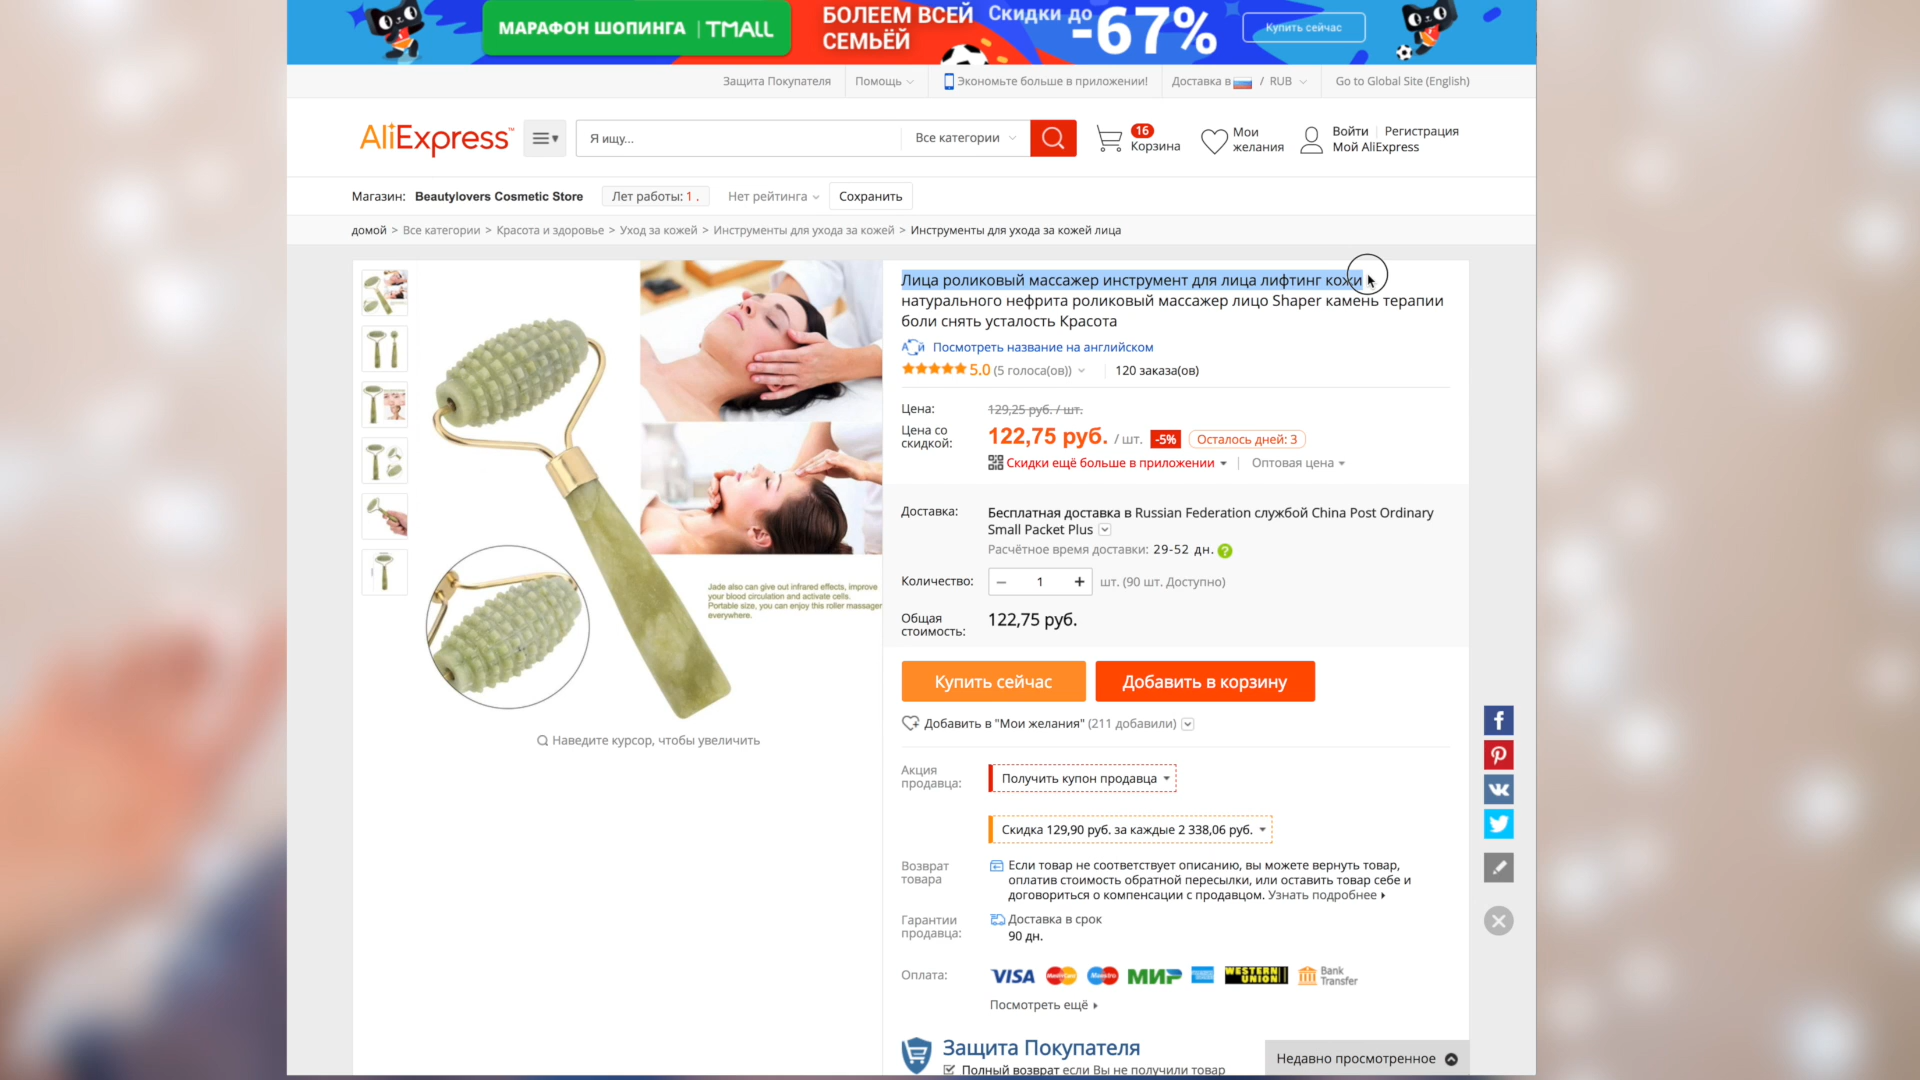 МАРАФОН ШОПИНГА | TMALL
БОЛЕЕМ ВСЕЙ СЕМЬЁЙ
Скидки до -67%
Купить сейчас
Защита Покупателя
Помощь
Экономьте больше в приложении!
Доставка в / RUB
Go to Global Site (English)
AliExpress™
Я ищу...
Все категории
16
Корзина
Мои желания
Войти | Регистрация
Мой AliExpress
Магазин: Beautylovers Cosmetic Store
Лет работы: 1 .
Нет рейтинга
Сохранить
домой > Все категории > Красота и здоровье > Уход за кожей > Инструменты для ухода за кожей > Инструменты для ухода за кожей лица
Лица роликовый массажер инструмент для лица лифтинг кожи
натурального нефрита роликовый массажер лицо Shaper камень терапии
боли снять усталость Красота
Посмотреть название на английском
5.0 (5 голоса(ов)) 120 заказа(ов)
Цена: 129,25 руб. / шт.
Цена со скидкой: 122,75 руб. / шт. -5% Осталось дней: 3
Скидки ещё больше в приложении | Оптовая цена
Jade also can give out infrared effects, improve
your blood circulation and activate cells.
Portable size, you can enjoy this roller massager
everywhere.
Наведите курсор, чтобы увеличить
Доставка: Бесплатная доставка в Russian Federation службой China Post Ordinary
Small Packet Plus
Расчётное время доставки: 29-52 дн. ?
Количество: − 1 + шт. (90 шт. Доступно)
Общая стоимость: 122,75 руб.
Купить сейчас
Добавить в корзину
Добавить в "Мои желания" (211 добавили)
Акция продавца: Получить купон продавца
Скидка 129,90 руб. за каждые 2 338,06 руб.
Возврат товара Если товар не соответствует описанию, вы можете вернуть товар,
оплатив стоимость обратной пересылки, или оставить товар себе и
договориться о компенсации с продавцом. Узнать подробнее
Гарантии продавца: Доставка в срок
90 дн.
Оплата: VISA MasterCard Maestro МИР WESTERN UNION Bank Transfer
Посмотреть ещё
Защита Покупателя
Полный возврат если Вы не получили товар
Недавно просмотренное